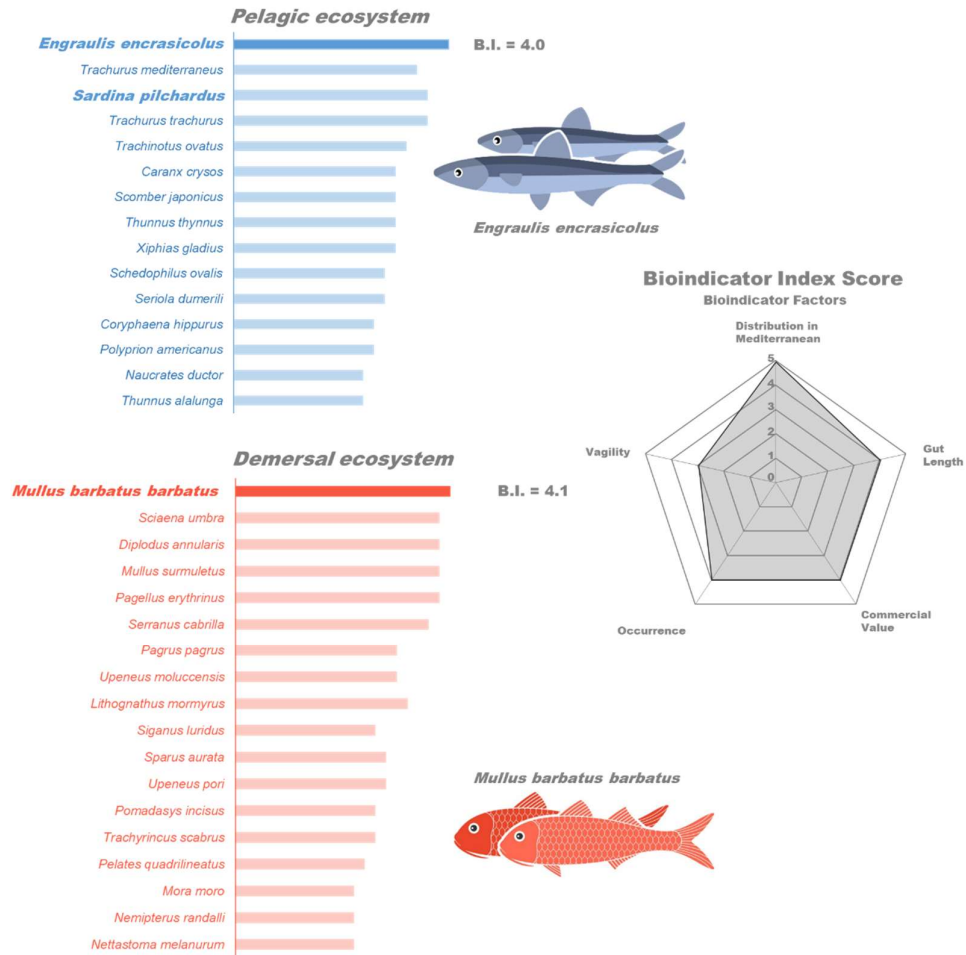 Pelagic ecosystem
Engraulis encrasicolus
B.I. = 4.0
Trachurus mediterraneus
Sardina pilchardus
Trachurus trachurus
Trachinotus ovatus
Caranx crysos
Scomber japonicus
Thunnus thynnus
Xiphias gladius
Schedophilus ovalis
Seriola dumerili
Coryphaena hippurus
Polyprion americanus
Naucrates ductor
Thunnus alalunga
Engraulis encrasicolus
Bioindicator Index Score
Bioindicator Factors
Distribution in
Mediterranean
5
4
3
2
1
0
Vagility
Gut
Length
Occurrence
Commercial
Value
Demersal ecosystem
Mullus barbatus barbatus
B.I. = 4.1
Sciaena umbra
Diplodus annularis
Mullus surmuletus
Pagellus erythrinus
Serranus cabrilla
Pagrus pagrus
Upeneus moluccensis
Lithognathus mormyrus
Siganus luridus
Sparus aurata
Upeneus pori
Pomadasys incisus
Trachyrincus scabrus
Pelates quadrilineatus
Mora moro
Nemipterus randalli
Nettastoma melanurum
Mullus barbatus barbatus